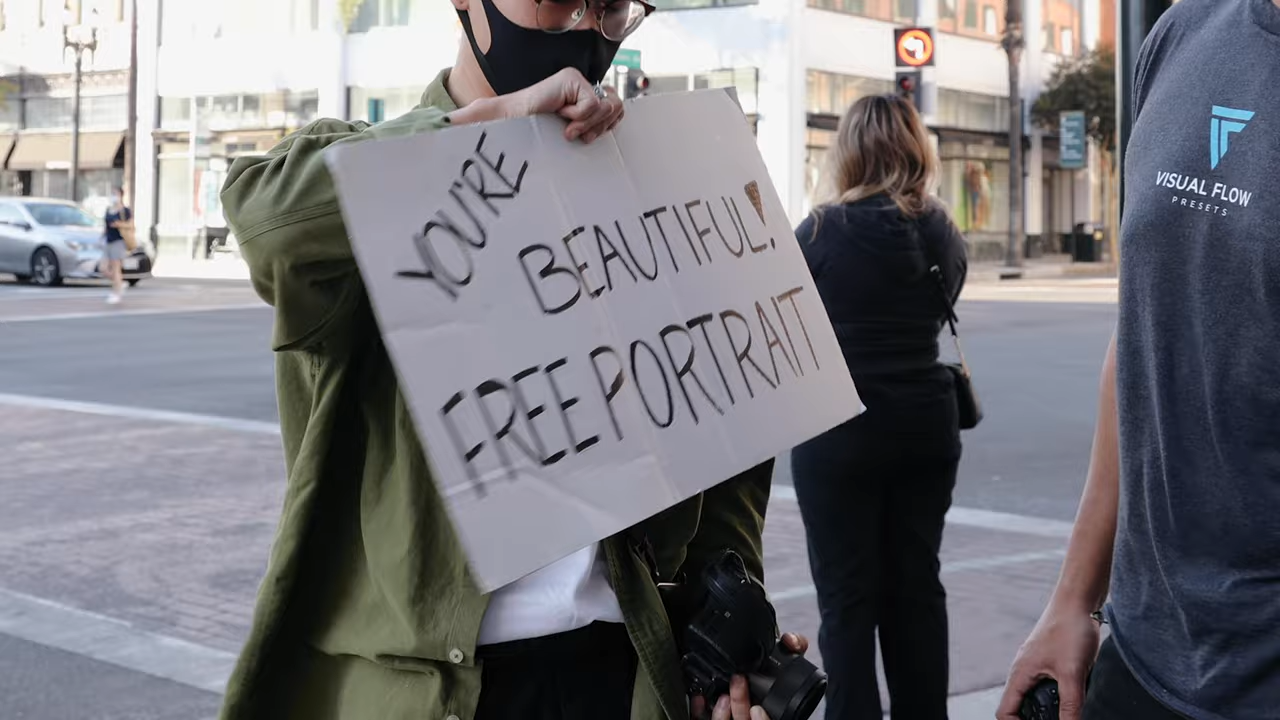 YOU'RE
BEAUTIFUL!
FREE PORTRAIT
VISUAL FLOW
PRESETS